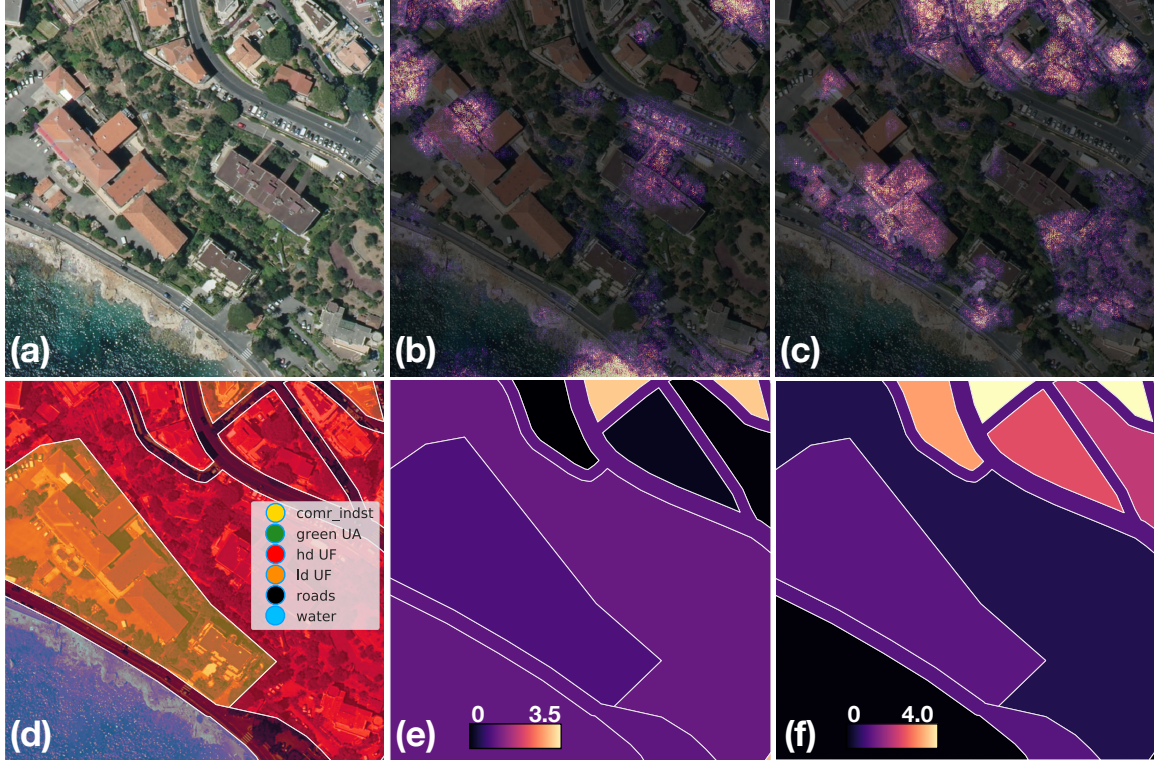 (a)
(b)
(c)
comr_indst
green UA
hd UF
ld UF
roads
water
(d)
0 3.5
(e)
0 4.0
(f)